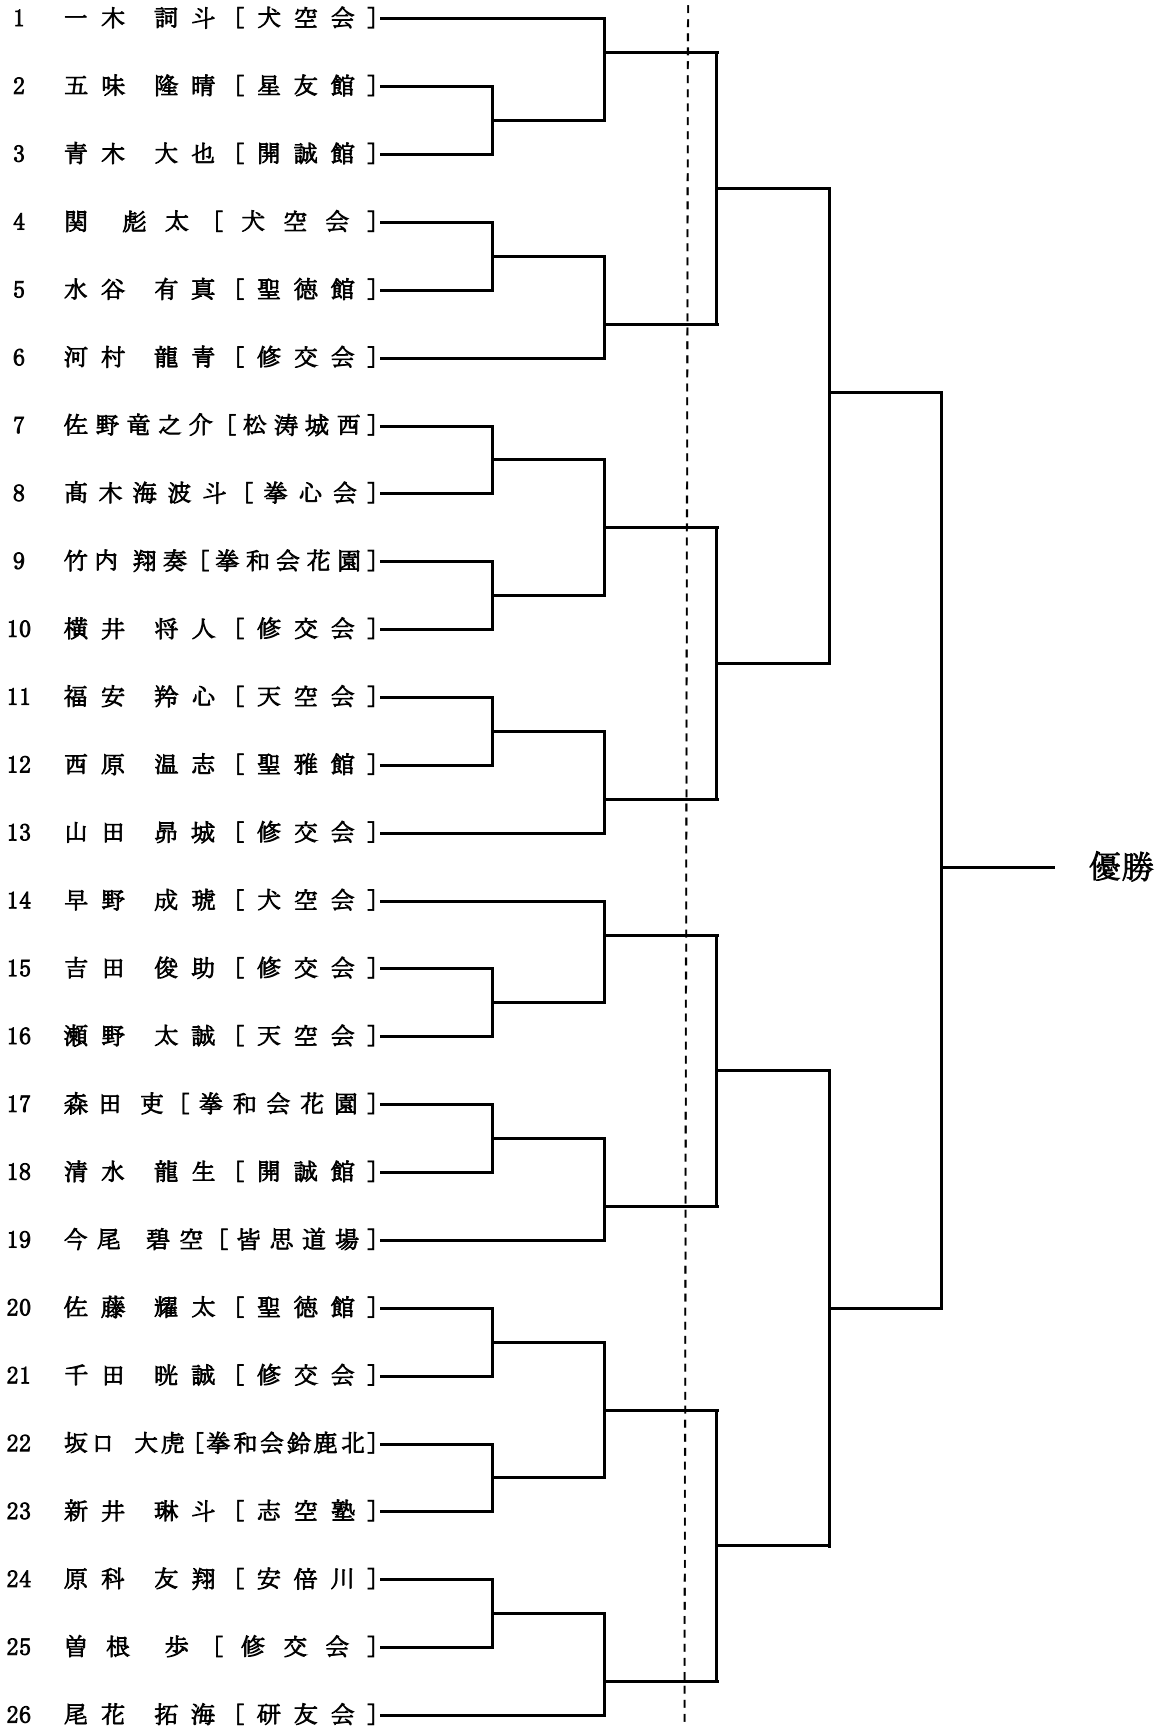 1 一木 詞斗 [犬空会]
2 五味 隆晴 [星友館]
3 青木 大也 [開誠館]
4 関 彪太 [犬空会]
5 水谷 有真 [聖徳館]
6 河村 龍青 [修交会]
7 佐野竜之介 [松涛城西]
8 髙木海波斗 [拳心会]
9 竹内 翔奏 [拳和会花園]
10 横井 将人 [修交会]
11 福安 羚心 [天空会]
12 西原 温志 [聖雅館]
13 山田 昴城 [修交会]
優勝
14 早野 成琥 [犬空会]
15 吉田 俊助 [修交会]
16 瀬野 太誠 [天空会]
17 森田 吏 [拳和会花園]
18 清水 龍生 [開誠館]
19 今尾 碧空 [皆思道場]
20 佐藤 耀太 [聖徳館]
21 千田 晄誠 [修交会]
22 坂口 大虎 [拳和会鈴鹿北]
23 新井 琳斗 [志空塾]
24 原科 友翔 [安倍川]
25 曽根 歩 [修交会]
26 尾花 拓海 [研友会]